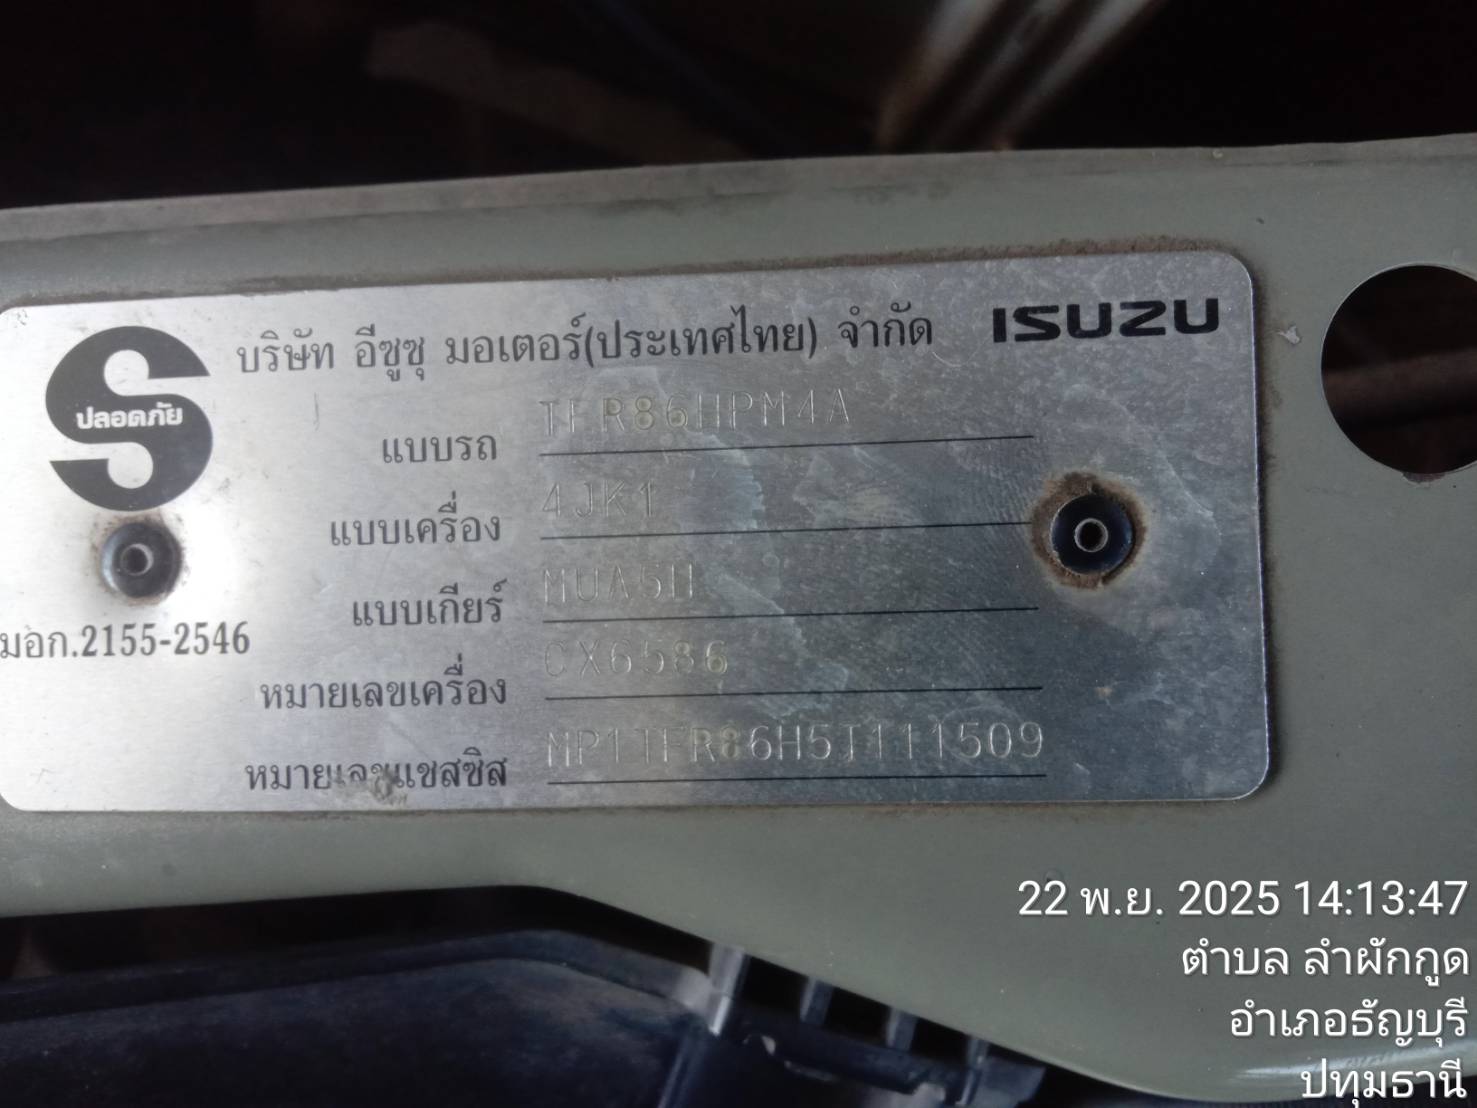 บริษัท อีซูซุ มอเตอร์(ประเทศไทย) จำกัด ISUZU
ปลอดภัย
แบบรถ TFR86HPM4A
แบบเครื่อง 4JK1
แบบเกียร์
มอก.2155-2546
หมายเลขเครื่อง CX6586
หมายเลขแชสซิส MP1TFR86H5T111509
22 พ.ย. 2025 14:13:47
ตำบล ลำผักกูด
อำเภอธัญบุรี
ปทุมธานี